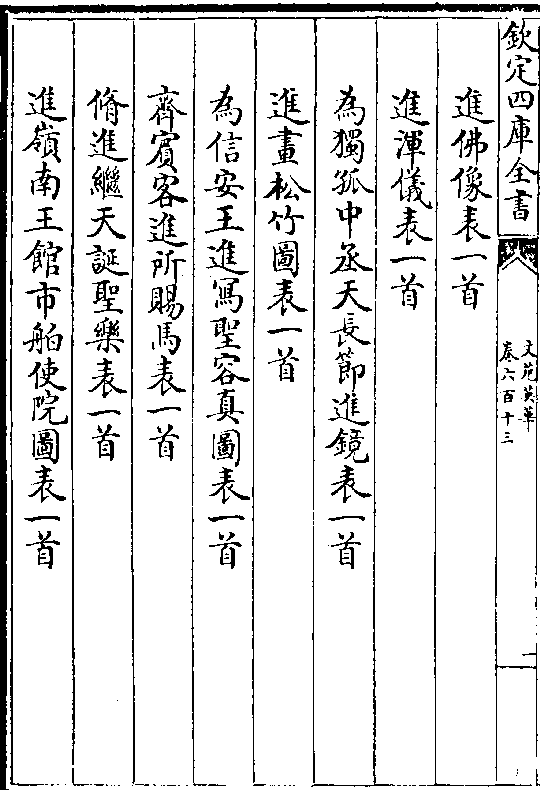 欽定四庫全書
文苑英華
卷六百十三
進佛像表一首
進渾儀表一首
為獨孤中丞天長節進鏡表一首
進畫松竹圖表一首
為信安王進寫聖容真圖表一首
齊賓客進所賜馬表一首
脩進繼天誕聖樂表一首
進嶺南王館市舶使院圖表一首